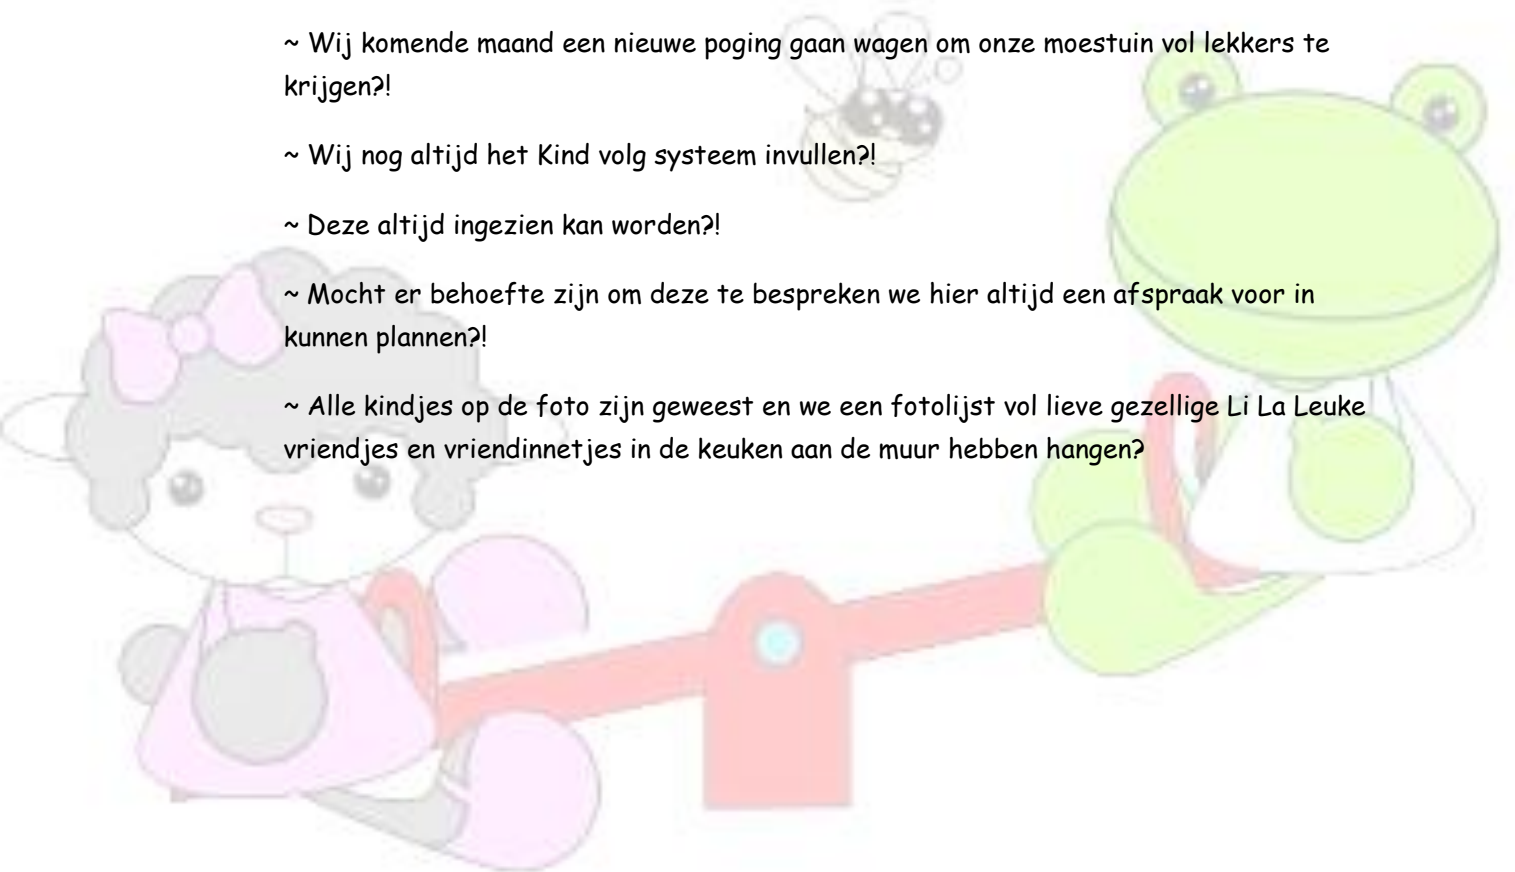 ~ Wij komende maand een nieuwe poging gaan wagen om onze moestuin vol lekkers te
krijgen?!
~ Wij nog altijd het Kind volg systeem invullen?!
~ Deze altijd ingezien kan worden?!
~ Mocht er behoefte zijn om deze te bespreken we hier altijd een afspraak voor in
kunnen plannen?!
~ Alle kindjes op de foto zijn geweest en we een fotolijst vol lieve gezellige Li La Leuke
vriendjes en vriendinnetjes in de keuken aan de muur hebben hangen?